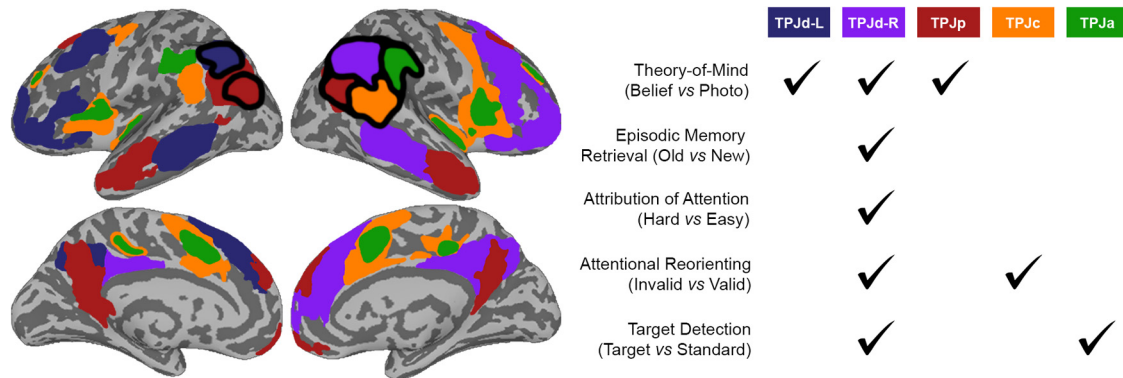 TPJd-L TPJd-R TPJp TPJc TPJa
Theory-of-Mind
(Belief vs Photo)
Episodic Memory
Retrieval (Old vs New)
Attribution of Attention
(Hard vs Easy)
Attentional Reorienting
(Invalid vs Valid)
Target Detection
(Target vs Standard)